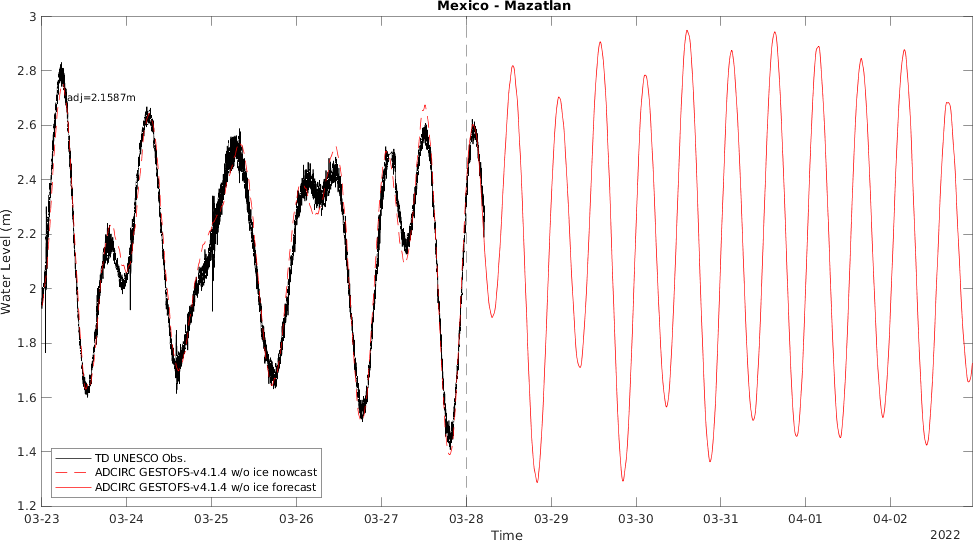 Mexico - Mazatlan
3
2.8
2.6
2.4
2.2
2
1.8
1.6
1.4
1.2
Water Level (m)
adj=2.1587m
TD UNESCO Obs.
ADCIRC GESTOFS-v4.1.4 w/o ice nowcast
ADCIRC GESTOFS-v4.1.4 w/o ice forecast
03-23 03-24 03-25 03-26 03-27 03-28 03-29 03-30 03-31 04-01 04-02
Time
2022